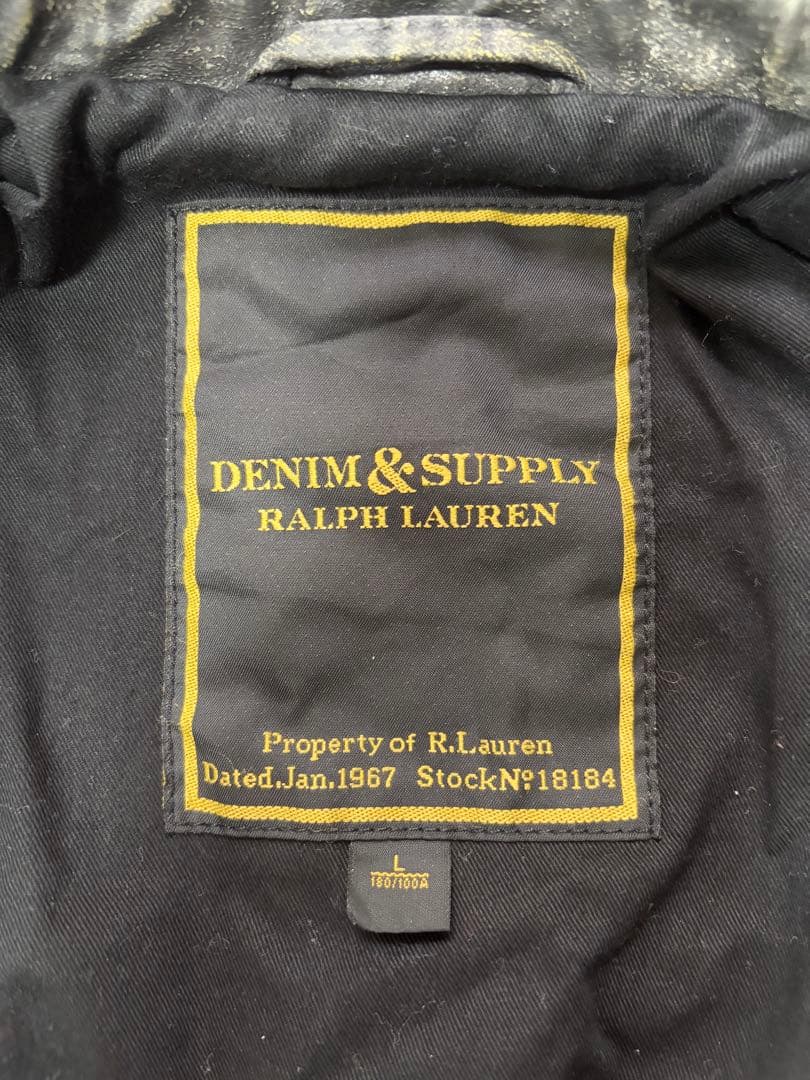 DENIM & SUPPLY
RALPH LAUREN
Property of R.Lauren
Dated.Jan.1967 StockNº18184
L
180/100A